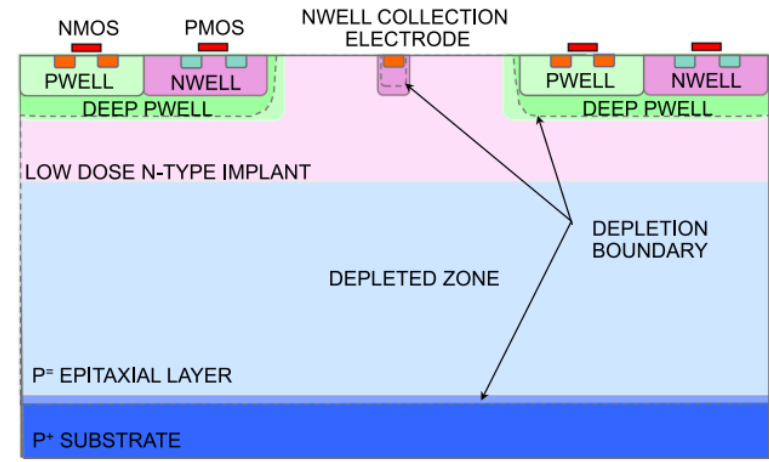 NMOS
PMOS
NWELL COLLECTION
ELECTRODE
PWELL
NWELL
DEEP PWELL
PWELL
NWELL
DEEP PWELL
LOW DOSE N-TYPE IMPLANT
DEPLETION
BOUNDARY
DEPLETED ZONE
P= EPITAXIAL LAYER
P+ SUBSTRATE